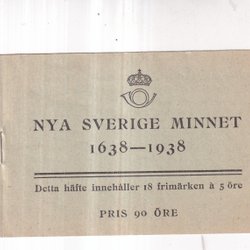 NYA SVERIGE MINNET
1638—1938
Detta häfte innehåller 18 frimärken à 5 öre
PRIS 90 ÖRE